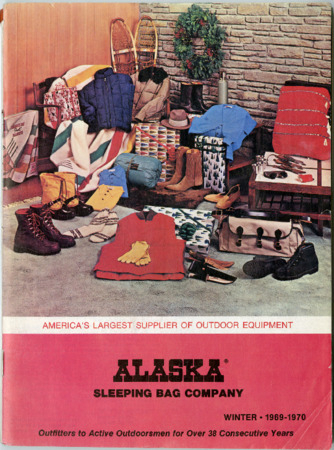 AMERICA'S LARGEST SUPPLIER OF OUTDOOR EQUIPMENT
ALASKA®
SLEEPING BAG COMPANY
WINTER • 1969-1970
Outfitters to Active Outdoorsmen for Over 38 Consecutive Years